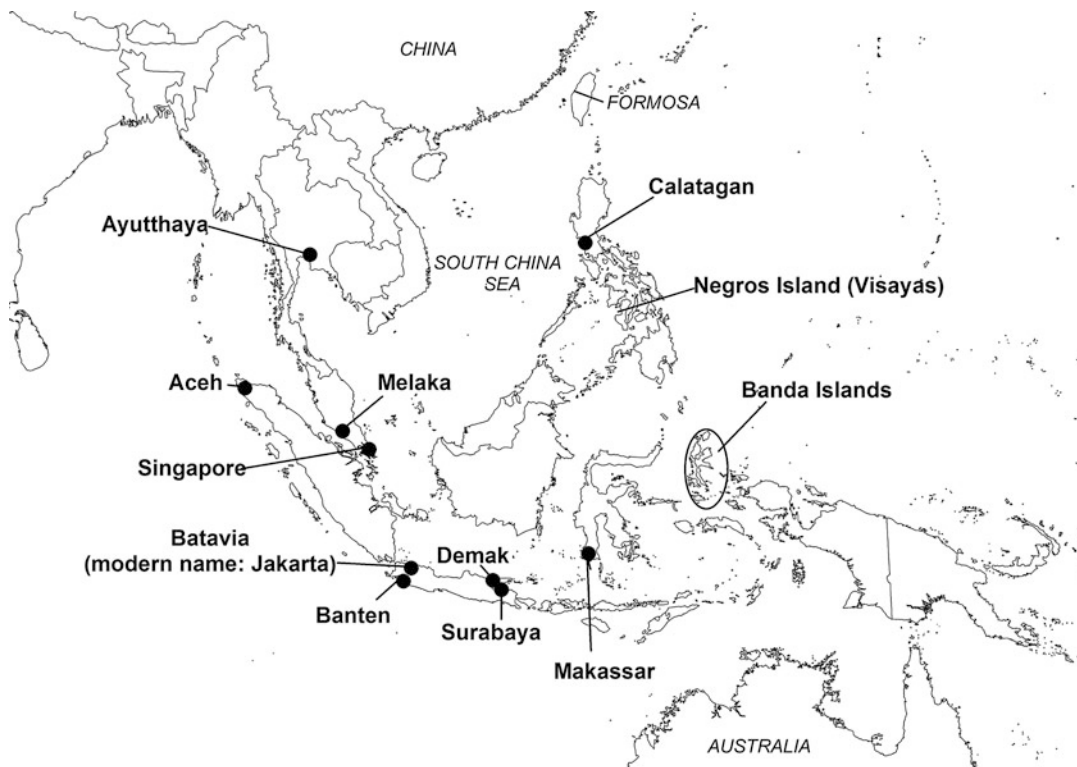 CHINA
FORMOSA
Calatagan
Ayutthaya
SOUTH CHINA
SEA
Negros Island (Visayas)
Aceh
Melaka
Banda Islands
Singapore
Batavia
(modern name: Jakarta)
Demak
Banten
Surabaya
Makassar
AUSTRALIA